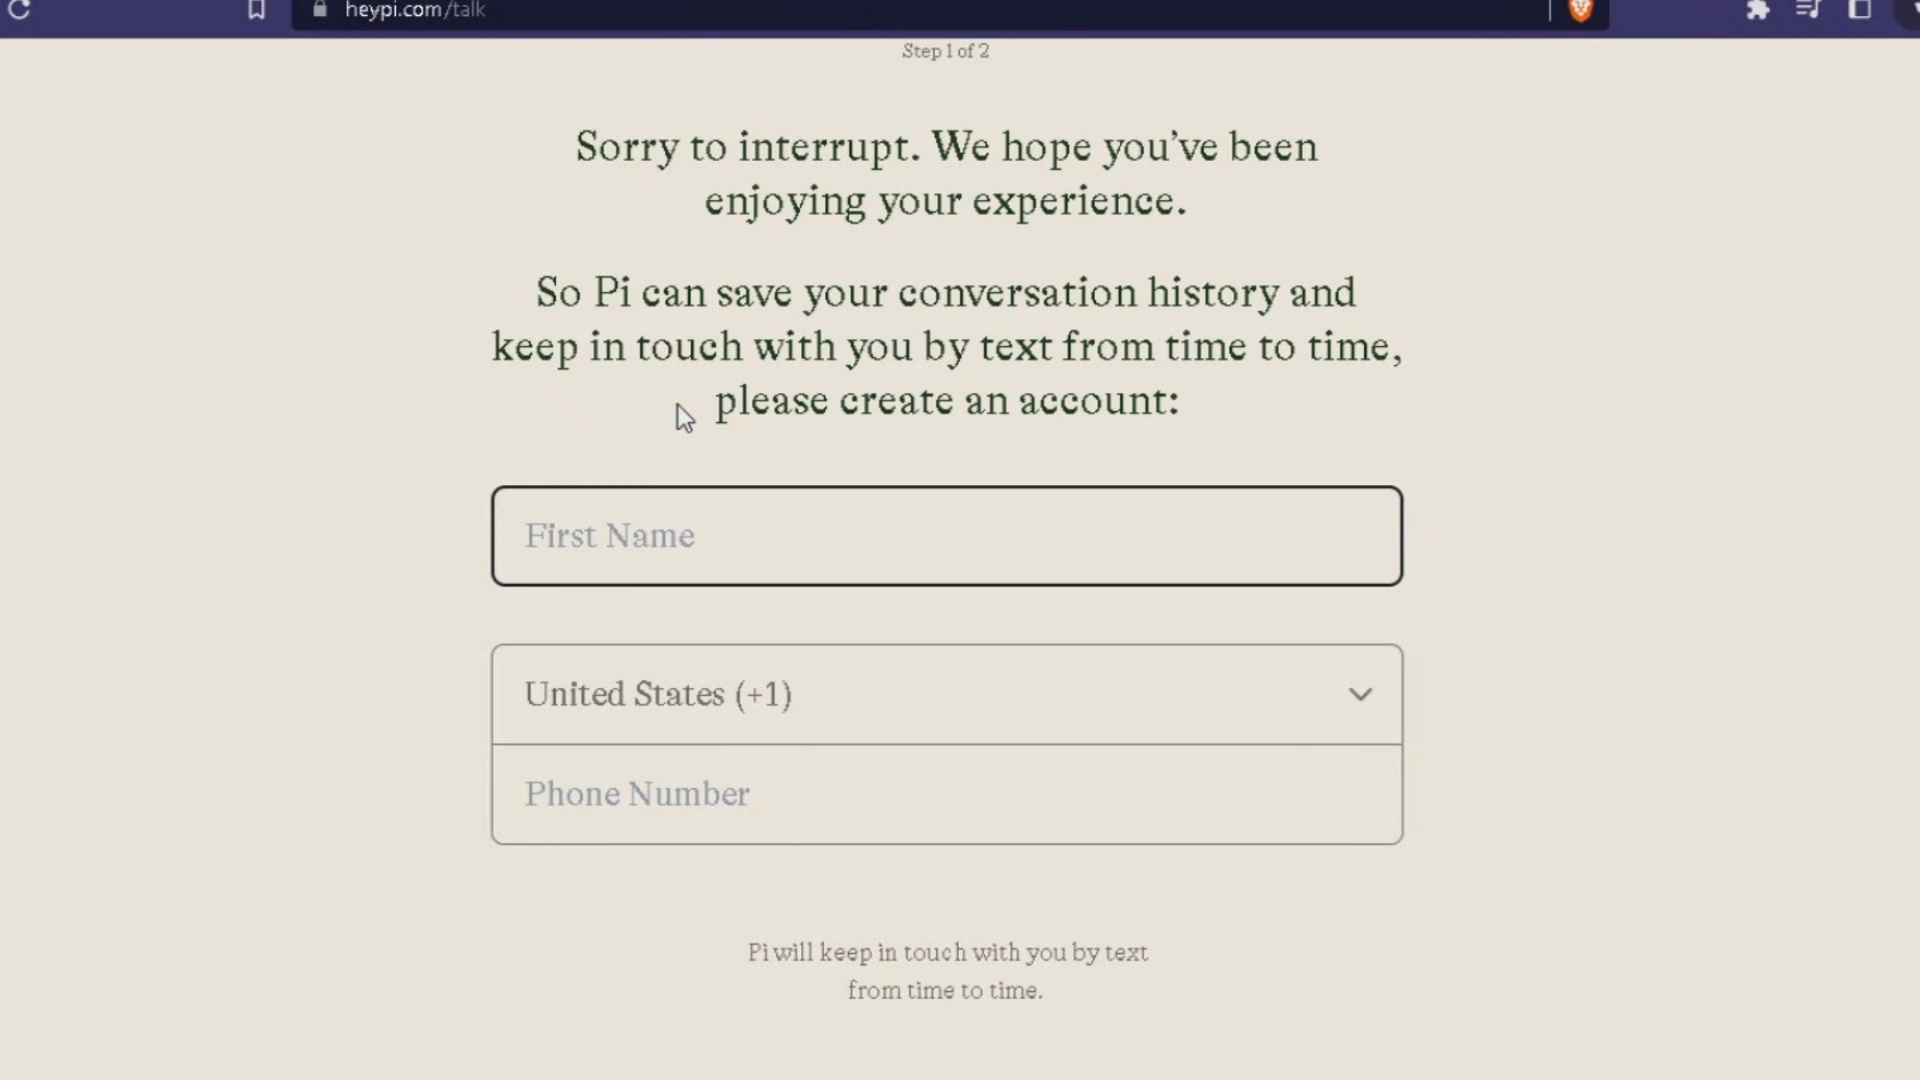 heypi.com/talk
Step 1 of 2
Sorry to interrupt. We hope you've been
enjoying your experience.
So Pi can save your conversation history and
keep in touch with you by text from time to time,
please create an account:
First Name
United States (+1)
Phone Number
Pi will keep in touch with you by text
from time to time.